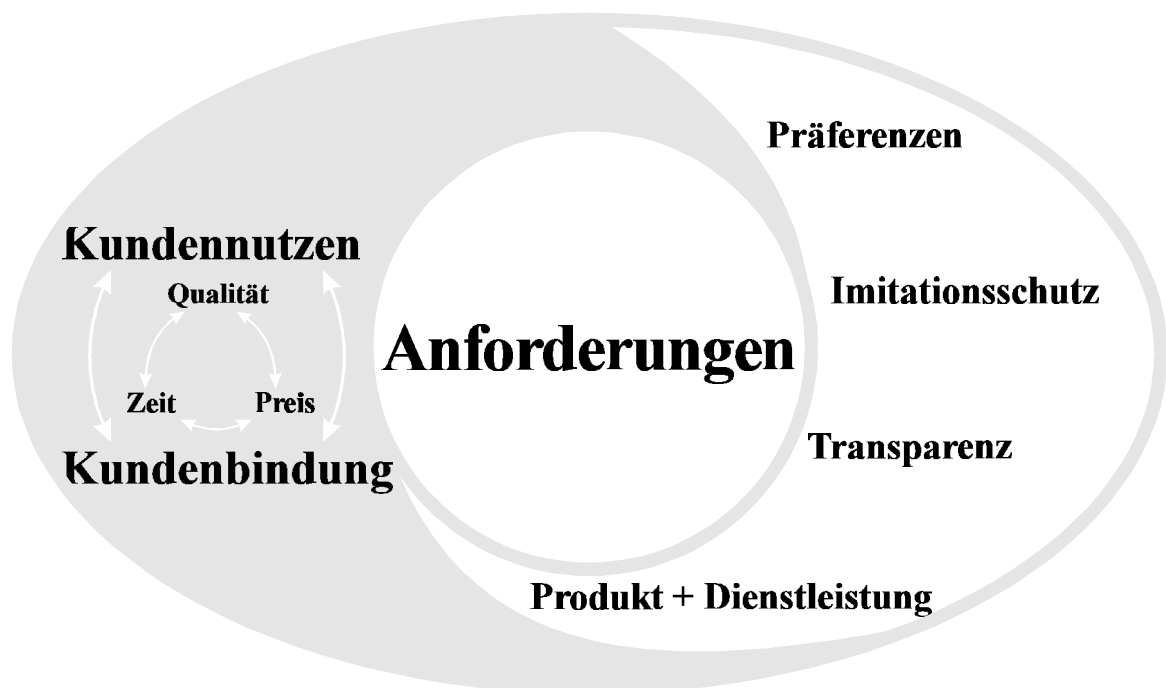 Präferenzen
Kundennutzen
Qualität
Imitationsschutz
Anforderungen
Zeit
Preis
Transparenz
Kundenbindung
Produkt + Dienstleistung